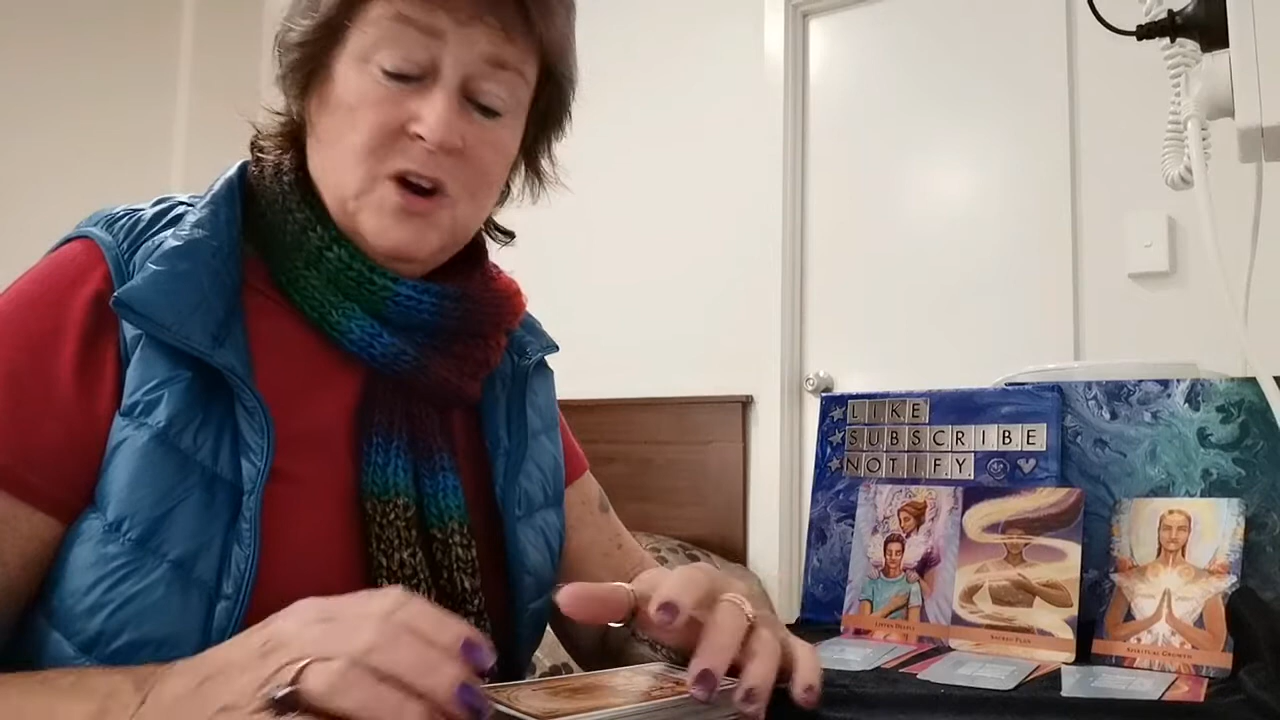 LIKE
SUBSCRIBE
NOTIFY
LISTEN DEEPLY
SACRED PLAN
SPIRITUAL GROWTH